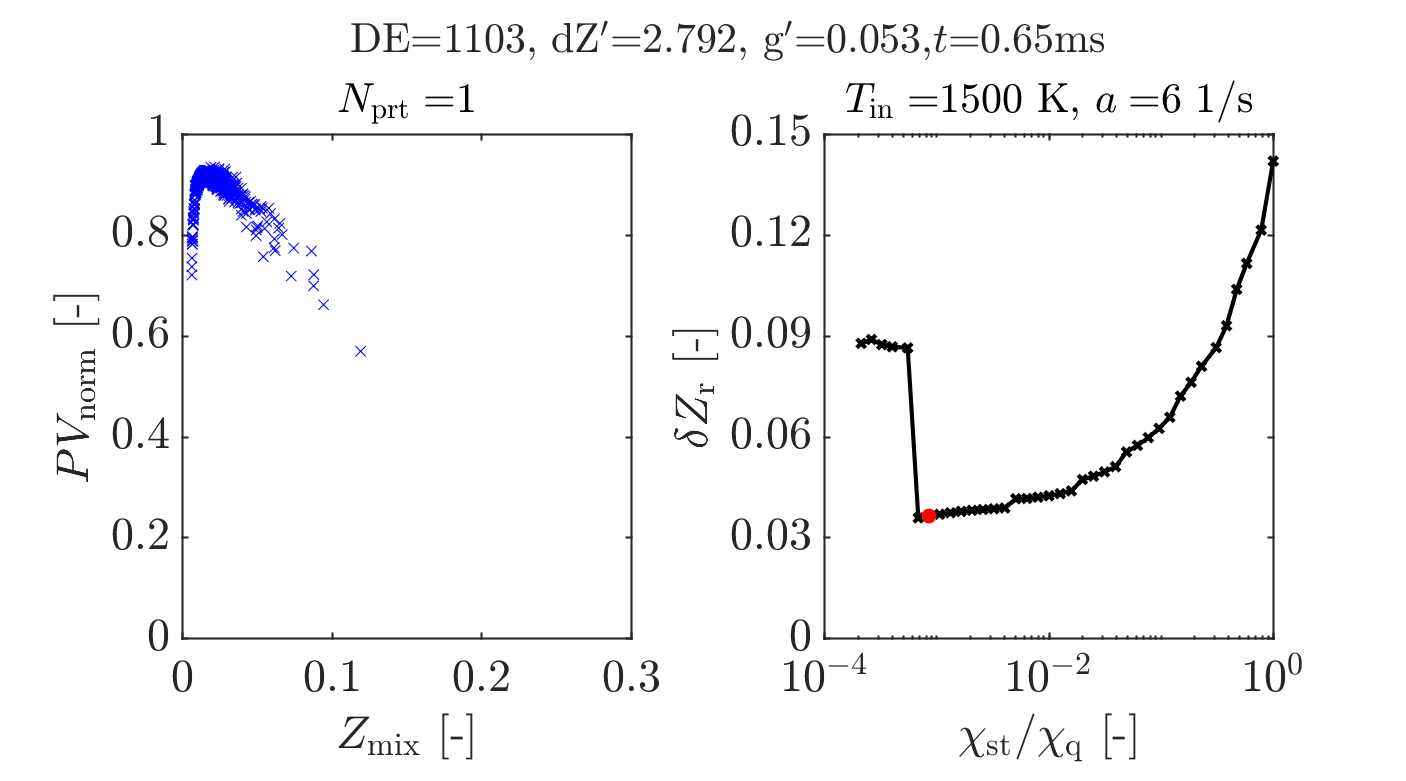 DE=1103, dZ′=2.792, g′=0.053,t=0.65ms
N_prt =1
1
0.8
0.6
0.4
0.2
0
0
0.1
0.2
0.3
PV_norm [-]
Z_mix [-]
T_in =1500 K, a =6 1/s
0.15
0.12
0.09
0.06
0.03
0
10^−4
10^−2
10^0
δZ_r [-]
χ_st/χ_q [-]